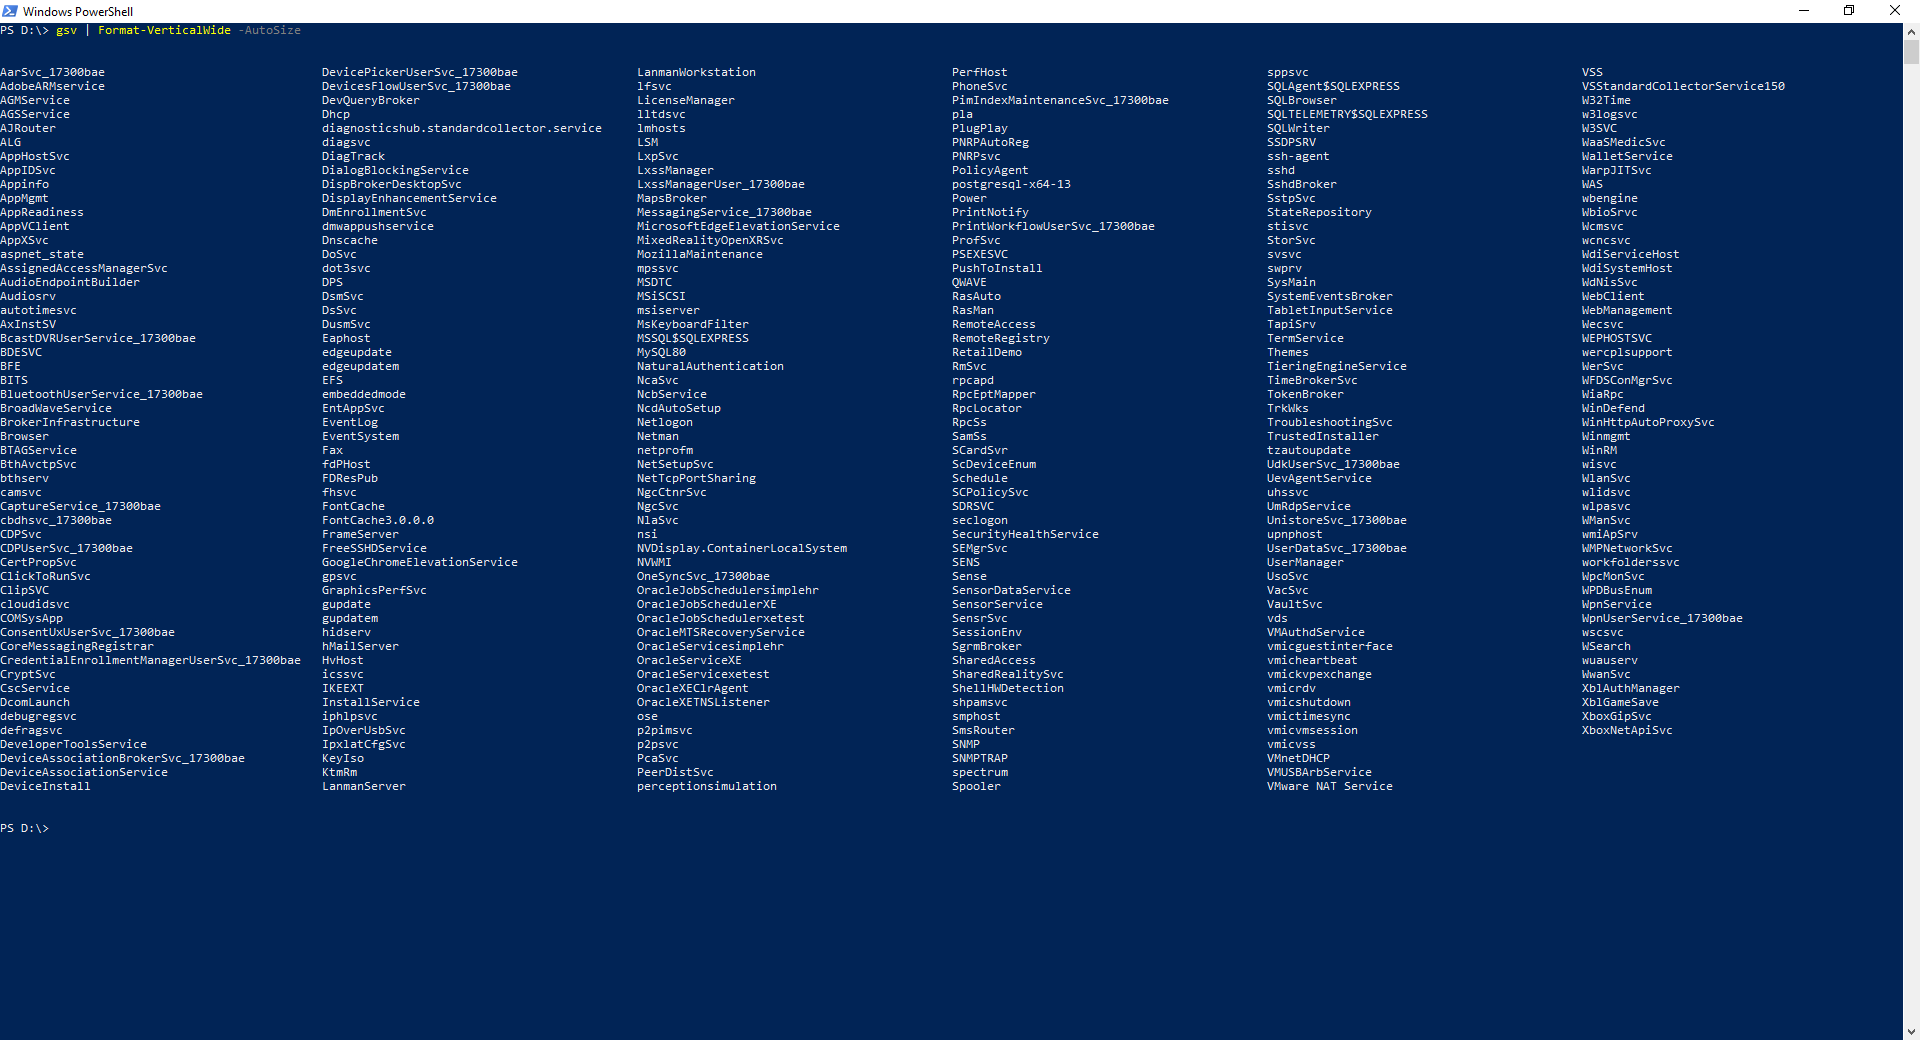 Windows PowerShell
PS D:\> gsv | Format-VerticalWide -AutoSize
AarSvc_17300bae DevicePickerUserSvc_17300bae LanmanWorkstation PerfHost sppsvc VSS
AdobeARMservice DevicesFlowUserSvc_17300bae lfsvc PhoneSvc SQLAgent$SQLEXPRESS VSStandardCollectorService150
AGMService DevQueryBroker LicenseManager PimIndexMaintenanceSvc_17300bae SQLBrowser W32Time
AGSService Dhcp lltdsvc pla SQLTELEMETRY$SQLEXPRESS w3logsvc
AJRouter diagnosticshub.standardcollector.service lmhosts PlugPlay SQLWriter W3SVC
ALG diagsvc LSM PNRPAutoReg SSDPSRV WaaSMedicSvc
AppHostSvc DiagTrack LxpSvc PNRPsvc ssh-agent WalletService
AppIDSvc DialogBlockingService LxssManager PolicyAgent sshd WarpJITSvc
Appinfo DispBrokerDesktopSvc LxssManagerUser_17300bae postgresql-x64-13 SshdBroker WAS
AppMgmt DisplayEnhancementService MapsBroker Power SstpSvc wbengine
AppReadiness DmEnrollmentSvc MessagingService_17300bae PrintNotify StateRepository WbioSrvc
AppVClient dmwappushservice MicrosoftEdgeElevationService PrintWorkflowUserSvc_17300bae stisvc Wcmsvc
AppXSvc Dnscache MixedRealityOpenXRSvc ProfSvc StorSvc wcncsvc
aspnet_state DoSvc MozillaMaintenance PSEXESVC svsvc WdiServiceHost
AssignedAccessManagerSvc dot3svc mpssvc PushToInstall swprv WdiSystemHost
AudioEndpointBuilder DPS MSDTC QWAVE SysMain WdNisSvc
Audiosrv DsmSvc MSiSCSI RasAuto SystemEventsBroker WebClient
autotimesvc DsSvc msiserver RasMan TabletInputService WebManagement
AxInstSV DusmSvc MsKeyboardFilter RemoteAccess TapiSrv Wecsvc
BcastDVRUserService_17300bae Eaphost MSSQL$SQLEXPRESS RemoteRegistry TermService WEPHOSTSVC
BDESVC edgeupdate MySQL80 RetailDemo Themes wercplsupport
BFE edgeupdatem NaturalAuthentication RmSvc TieringEngineService WerSvc
BITS EFS NcaSvc rpcapd TimeBrokerSvc WFDSConMgrSvc
BluetoothUserService_17300bae embeddedmode NcbService RpcEptMapper TokenBroker WiaRpc
BroadWaveService EntAppSvc NcdAutoSetup RpcLocator TrkWks WinDefend
BrokerInfrastructure EventLog Netlogon RpcSs TroubleshootingSvc WinHttpAutoProxySvc
Browser EventSystem Netman SamSs TrustedInstaller Winmgmt
BTAGService Fax netprofm SCardSvr tzautoupdate WinRM
BthAvctpSvc fdPHost NetSetupSvc ScDeviceEnum UdkUserSvc_17300bae wisvc
bthserv FDResPub NetTcpPortSharing Schedule UevAgentService WlanSvc
camsvc fhsvc NgcCtnrSvc SCPolicySvc uhssvc wlidsvc
CaptureService_17300bae FontCache NgcSvc SDRSVC UmRdpService wlpasvc
cbdhsvc_17300bae FontCache3.0.0.0 NlaSvc seclogon UnistoreSvc_17300bae WManSvc
CDPSvc FrameServer nsi SecurityHealthService upnphost wmiApSrv
CDPUserSvc_17300bae FreeSSHDService NVDisplay.ContainerLocalSystem SEMgrSvc UserDataSvc_17300bae WMPNetworkSvc
CertPropSvc GoogleChromeElevationService NVWMI SENS UserManager workfolderssvc
ClickToRunSvc gpsvc OneSyncSvc_17300bae Sense UsoSvc WpcMonSvc
ClipSVC GraphicsPerfSvc OracleJobSchedulersimplehr SensorDataService VacSvc WPDBusEnum
cloudidsvc gupdate OracleJobSchedulerXE SensorService VaultSvc WpnService
COMSysApp gupdatem OracleJobSchedulerxetest SensrSvc vds WpnUserService_17300bae
ConsentUxUserSvc_17300bae hidserv OracleMTSRecoveryService SessionEnv VMAuthdService wscsvc
CoreMessagingRegistrar hMailServer OracleServicesimplehr SgrmBroker vmicguestinterface WSearch
CredentialEnrollmentManagerUserSvc_17300bae HvHost OracleServiceXE SharedAccess vmicheartbeat wuauserv
CryptSvc icssvc OracleServicexetest SharedRealitySvc vmickvpexchange WwanSvc
CscService IKEEXT OracleXEClrAgent ShellHWDetection vmicrdv XblAuthManager
DcomLaunch InstallService OracleXETNSListener shpamsvc vmicshutdown XblGameSave
debugregsvc iphlpsvc ose smphost vmictimesync XboxGipSvc
defragsvc IpOverUsbSvc p2pimsvc SmsRouter vmicvmsession XboxNetApiSvc
DeveloperToolsService IpxlatCfgSvc p2psvc SNMP vmicvss
DeviceAssociationBrokerSvc_17300bae KeyIso PcaSvc SNMPTRAP VMnetDHCP
DeviceAssociationService KtmRm PeerDistSvc spectrum VMUSBArbService
DeviceInstall LanmanServer perceptionsimulation Spooler VMware NAT Service
PS D:\>